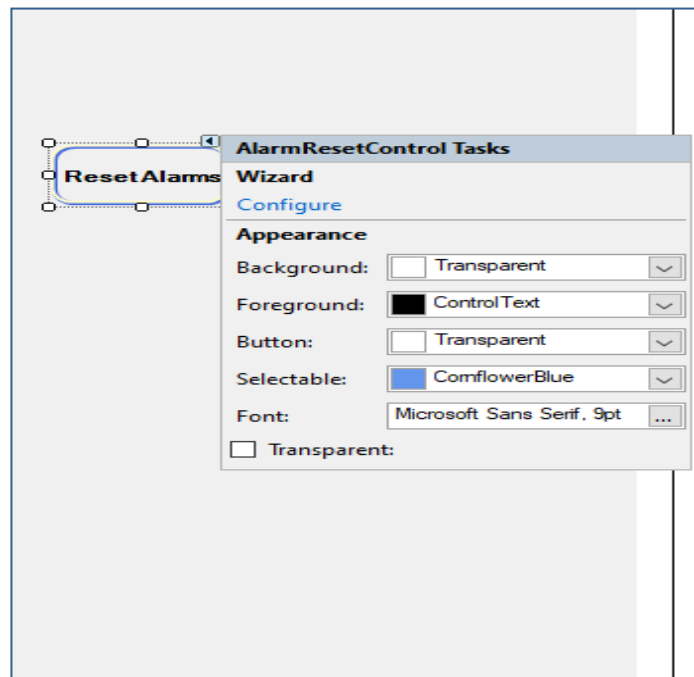 ResetAlarms
AlarmResetControl Tasks
Wizard
Configure
Appearance
Background: Transparent
Foreground: ControlText
Button: Transparent
Selectable: CornflowerBlue
Font: Microsoft Sans Serif, 9pt ...
Transparent: